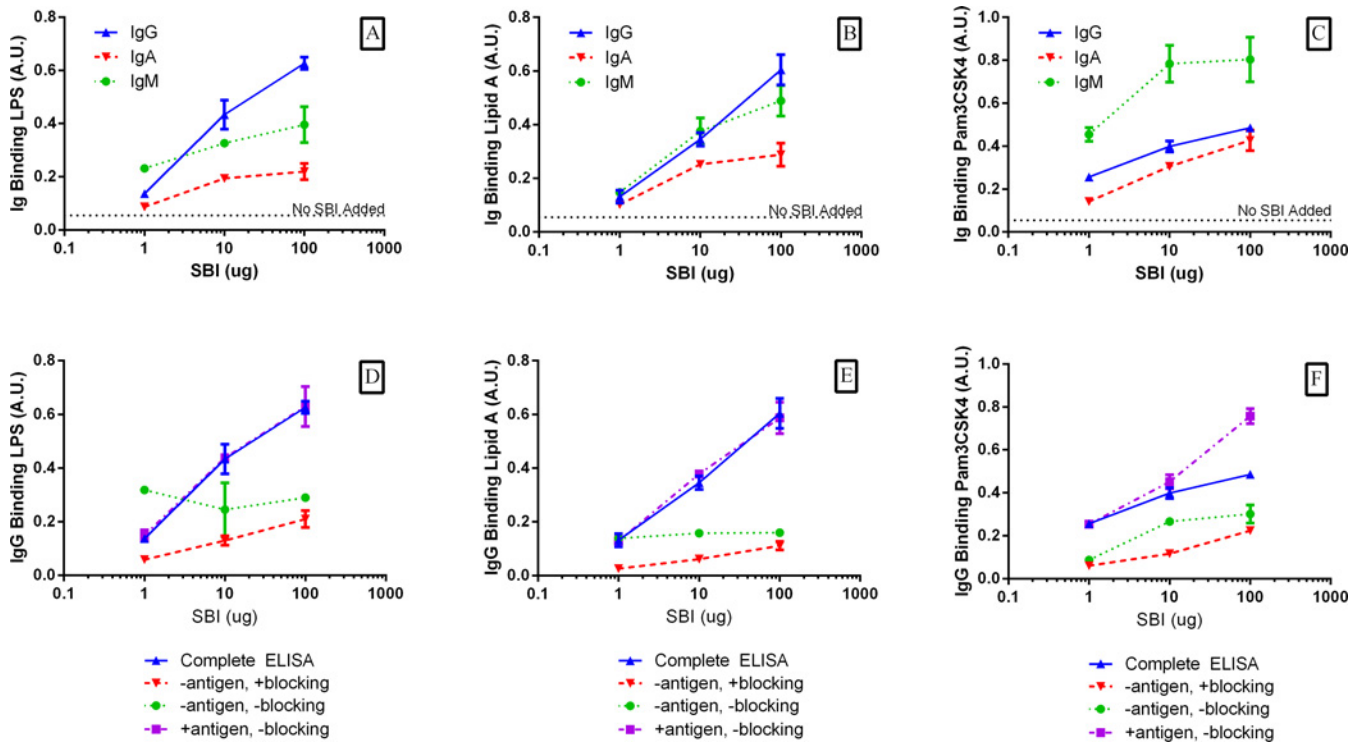 Ig Binding LPS (A.U.)
0.8
0.6
0.4
0.2
0.0
IgG
IgA
IgM
A
No SBI Added
0.1
1
10
100
1000
SBI (ug)
Ig Binding Lipid A (A.U.)
0.8
0.6
0.4
0.2
0.0
IgG
IgA
IgM
B
No SBI Added
0.1
1
10
100
1000
SBI (ug)
Ig Binding Pam3CSK4 (A.U.)
1.0
0.8
0.6
0.4
0.2
0.0
IgG
IgA
IgM
C
No SBI Added
0.1
1
10
100
1000
SBI (ug)
IgG Binding LPS (A.U.)
0.8
0.6
0.4
0.2
0.0
D
0.1
1
10
100
1000
SBI (ug)
Complete ELISA
-antigen, +blocking
-antigen, -blocking
+antigen, -blocking
IgG Binding Lipid A (A.U.)
0.8
0.6
0.4
0.2
0.0
E
0.1
1
10
100
1000
SBI (ug)
Complete ELISA
-antigen, +blocking
-antigen, -blocking
+antigen, -blocking
IgG Binding Pam3CSK4 (A.U.)
1.0
0.8
0.6
0.4
0.2
0.0
F
0.1
1
10
100
1000
SBI (ug)
Complete ELISA
-antigen, +blocking
-antigen, -blocking
+antigen, -blocking